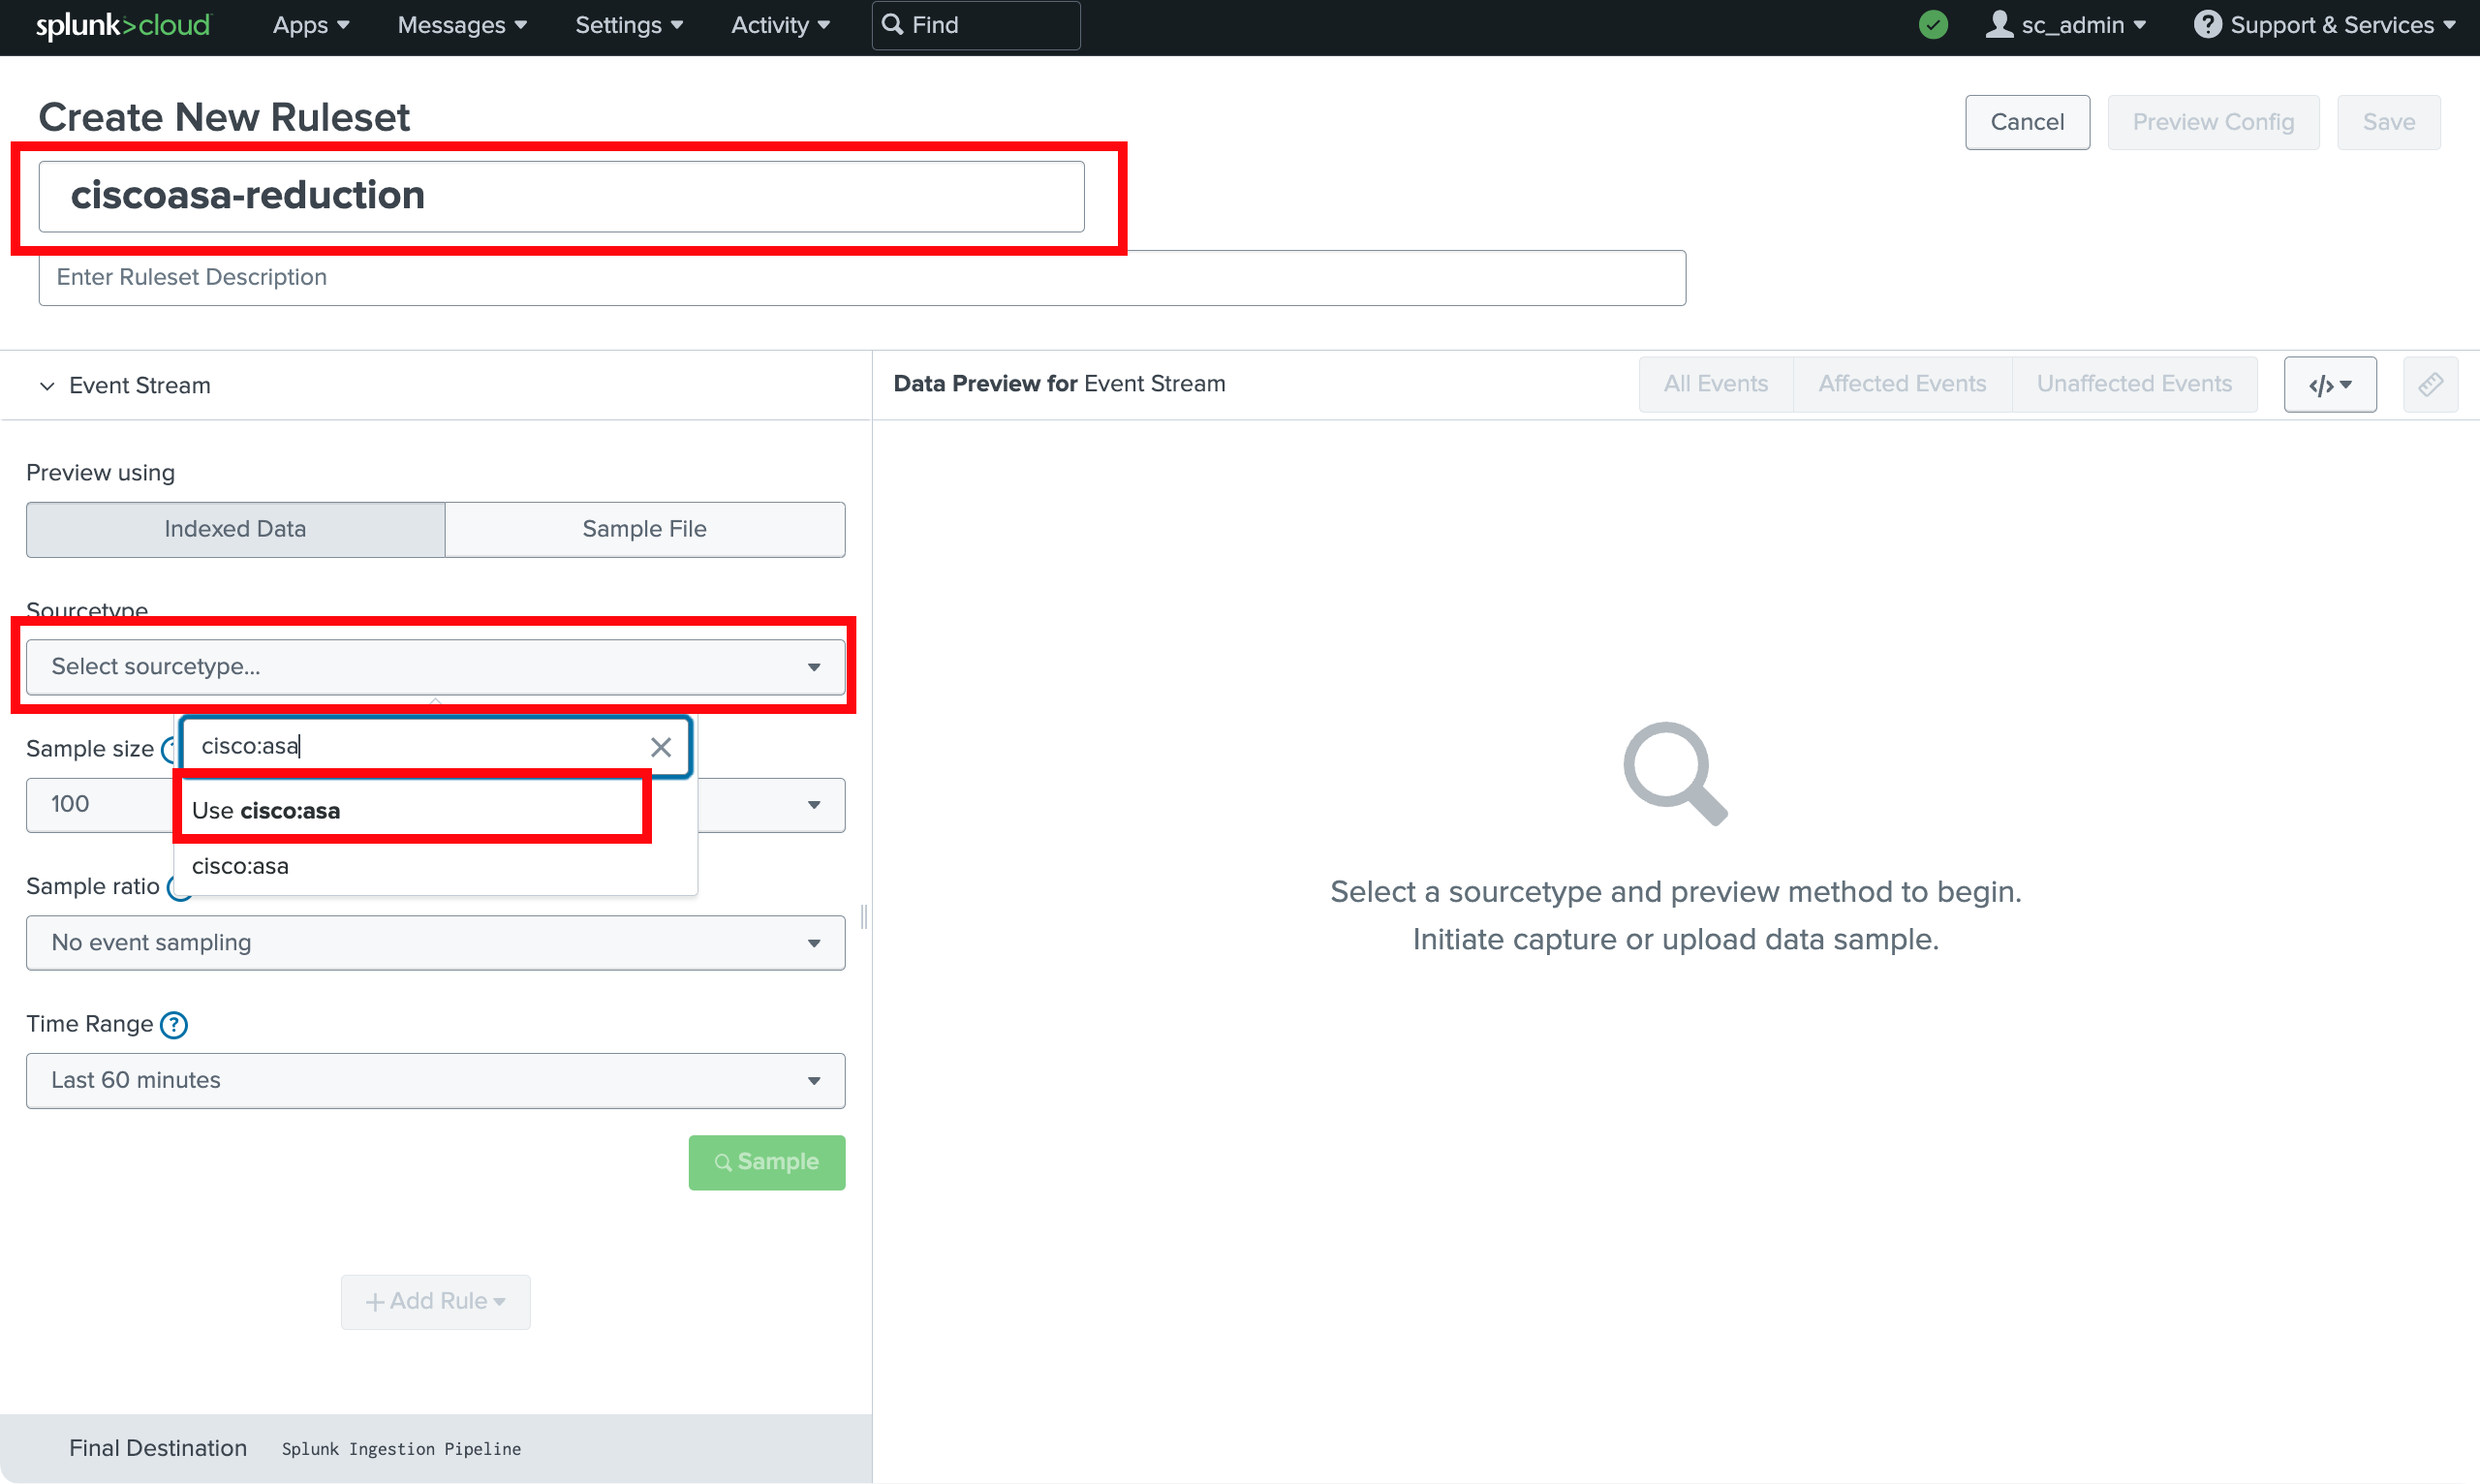 splunk>cloud Apps Messages Settings Activity Find sc_admin Support & Services
Create New Ruleset
Cancel Preview Config Save
ciscoasa-reduction
Enter Ruleset Description
Event Stream
Data Preview for Event Stream
All Events Affected Events Unaffected Events </>
Preview using
Indexed Data Sample File
Sourcetype
Select sourcetype...
cisco:asa
Use cisco:asa
cisco:asa
Sample size ?
100
Sample ratio
No event sampling
Time Range ?
Last 60 minutes
Sample
+ Add Rule
Final Destination Splunk Ingestion Pipeline
Select a sourcetype and preview method to begin.
Initiate capture or upload data sample.